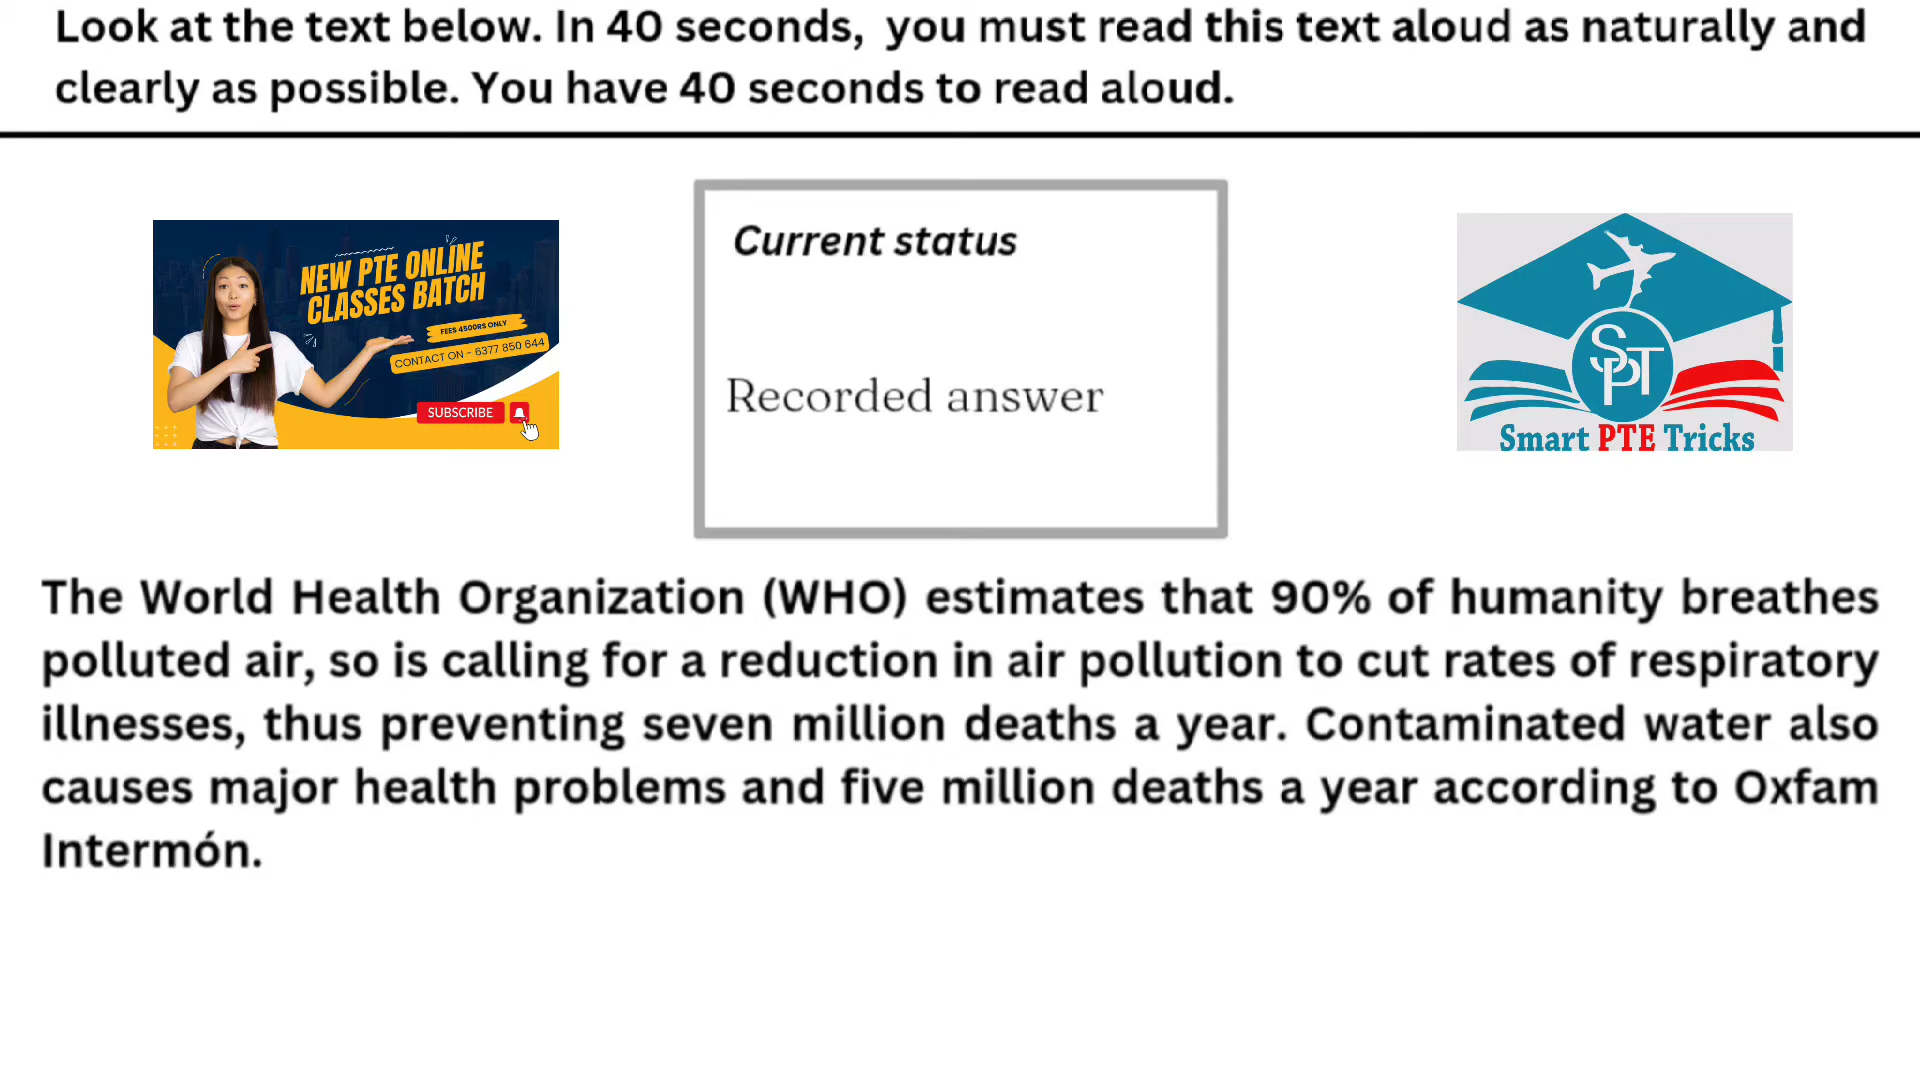 Look at the text below. In 40 seconds, you must read this text aloud as naturally and
clearly as possible. You have 40 seconds to read aloud.
NEW PTE ONLINE
CLASSES BATCH
FEES 4500RS ONLY
CONTACT ON - 6377 850 644
SUBSCRIBE
Current status
Recorded answer
SPT
Smart PTE Tricks
The World Health Organization (WHO) estimates that 90% of humanity breathes
polluted air, so is calling for a reduction in air pollution to cut rates of respiratory
illnesses, thus preventing seven million deaths a year. Contaminated water also
causes major health problems and five million deaths a year according to Oxfam
Intermón.